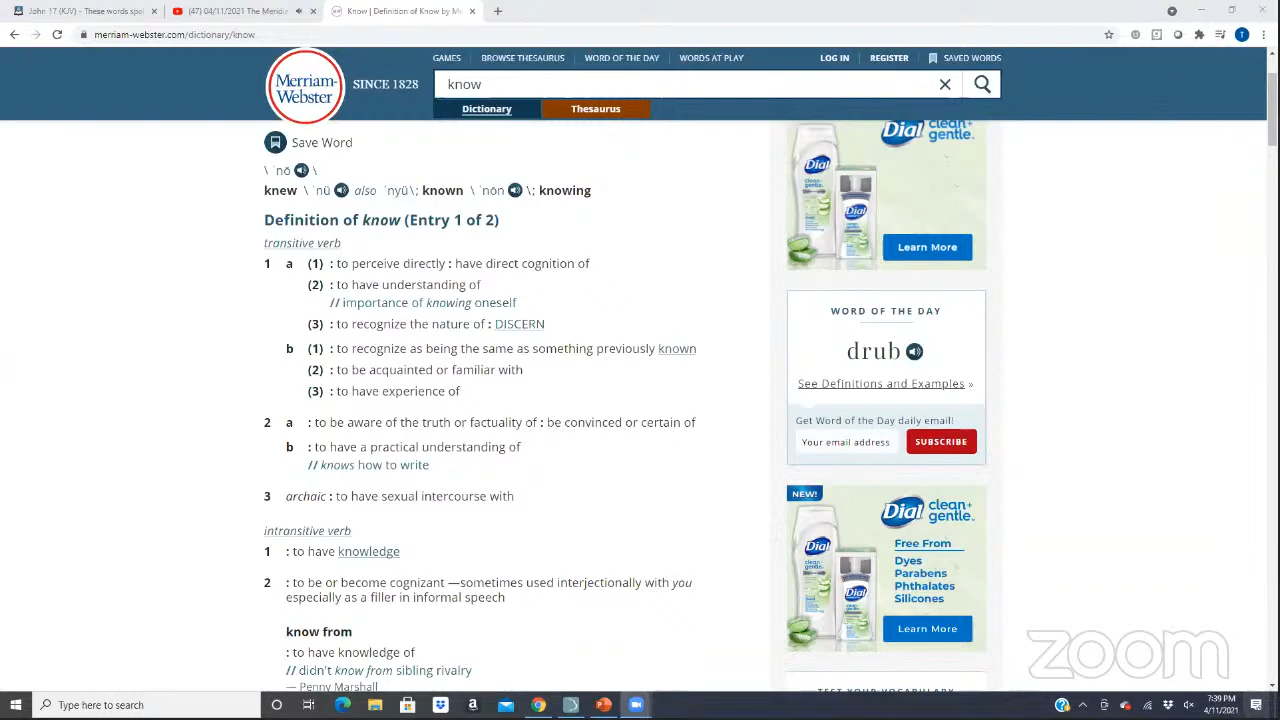 John 17 (KJV) - These words spel
(47) 04/11/2021 The Meridi
Know | Definition of Know by Me
merriam-webster.com/dictionary/know
GAMES
BROWSE THESAURUS
WORD OF THE DAY
WORDS AT PLAY
LOG IN
REGISTER
SAVED WORDS
Merriam-
Webster
SINCE 1828
know
Dictionary
Thesaurus
Save Word
\ ˈnō \
knew \ ˈnü also ˈnyü \; known \ ˈnōn \; knowing
Definition of know (Entry 1 of 2)
transitive verb
1 a (1) : to perceive directly : have direct cognition of
(2) : to have understanding of
// importance of knowing oneself
(3) : to recognize the nature of : DISCERN
b (1) : to recognize as being the same as something previously known
(2) : to be acquainted or familiar with
(3) : to have experience of
2 a : to be aware of the truth or factuality of : be convinced or certain of
b : to have a practical understanding of
// knows how to write
3 archaic : to have sexual intercourse with
intransitive verb
1 : to have knowledge
2 : to be or become cognizant —sometimes used interjectionally with you
especially as a filler in informal speech
know from
: to have knowledge of
// didn't know from sibling rivalry
— Penny Marshall
Dial clean+
gentle.
Dial
Dial
Learn More
WORD OF THE DAY
drub
See Definitions and Examples »
Get Word of the Day daily email!
Your email address
SUBSCRIBE
NEW!
Dial clean+
gentle.
Free From
Dyes
Parabens
Phthalates
Silicones
Dial
Dial
Learn More
TEST YOUR VOCABULARY
zoom
Type here to search
7:39 PM
4/11/2021